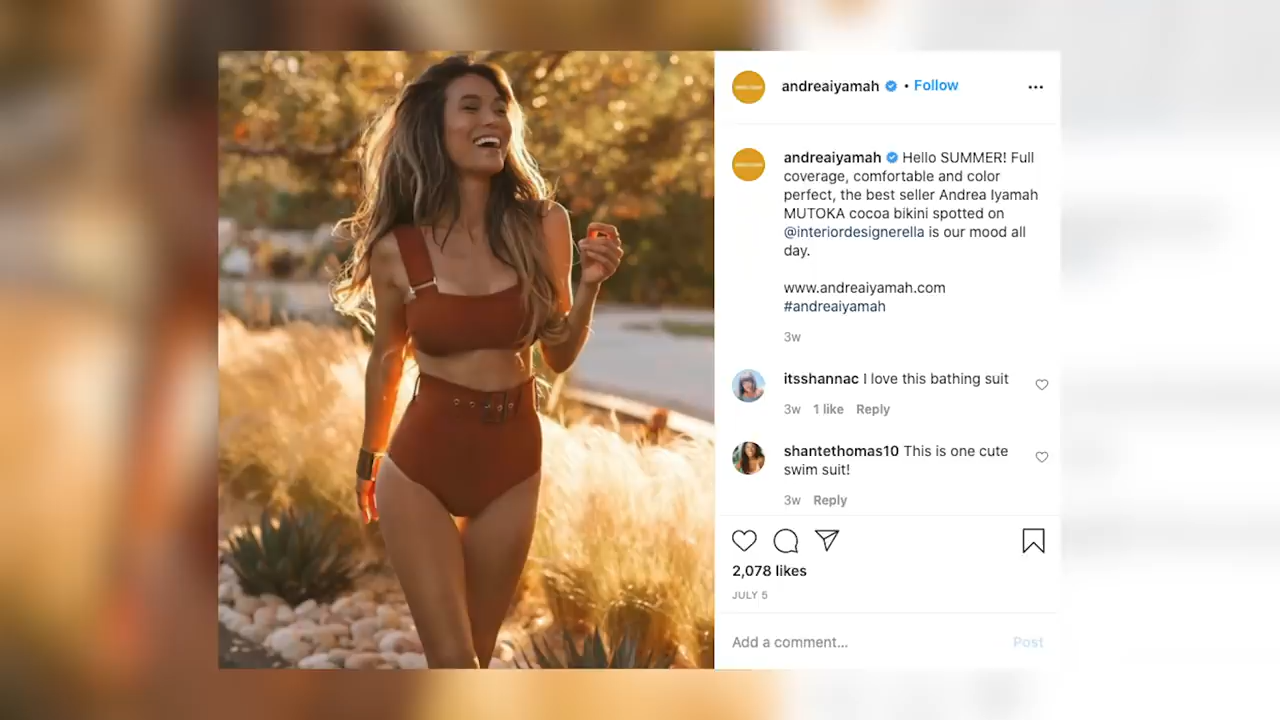 andreaiyamah • Follow
andreaiyamah Hello SUMMER! Full
coverage, comfortable and color
perfect, the best seller Andrea Iyamah
MUTOKA cocoa bikini spotted on
@interiordesignerella is our mood all
day.
www.andreaiyamah.com
#andreaiyamah
3w
itsshannac I love this bathing suit
3w 1 like Reply
shantethomas10 This is one cute
swim suit!
3w Reply
2,078 likes
JULY 5
Add a comment... Post